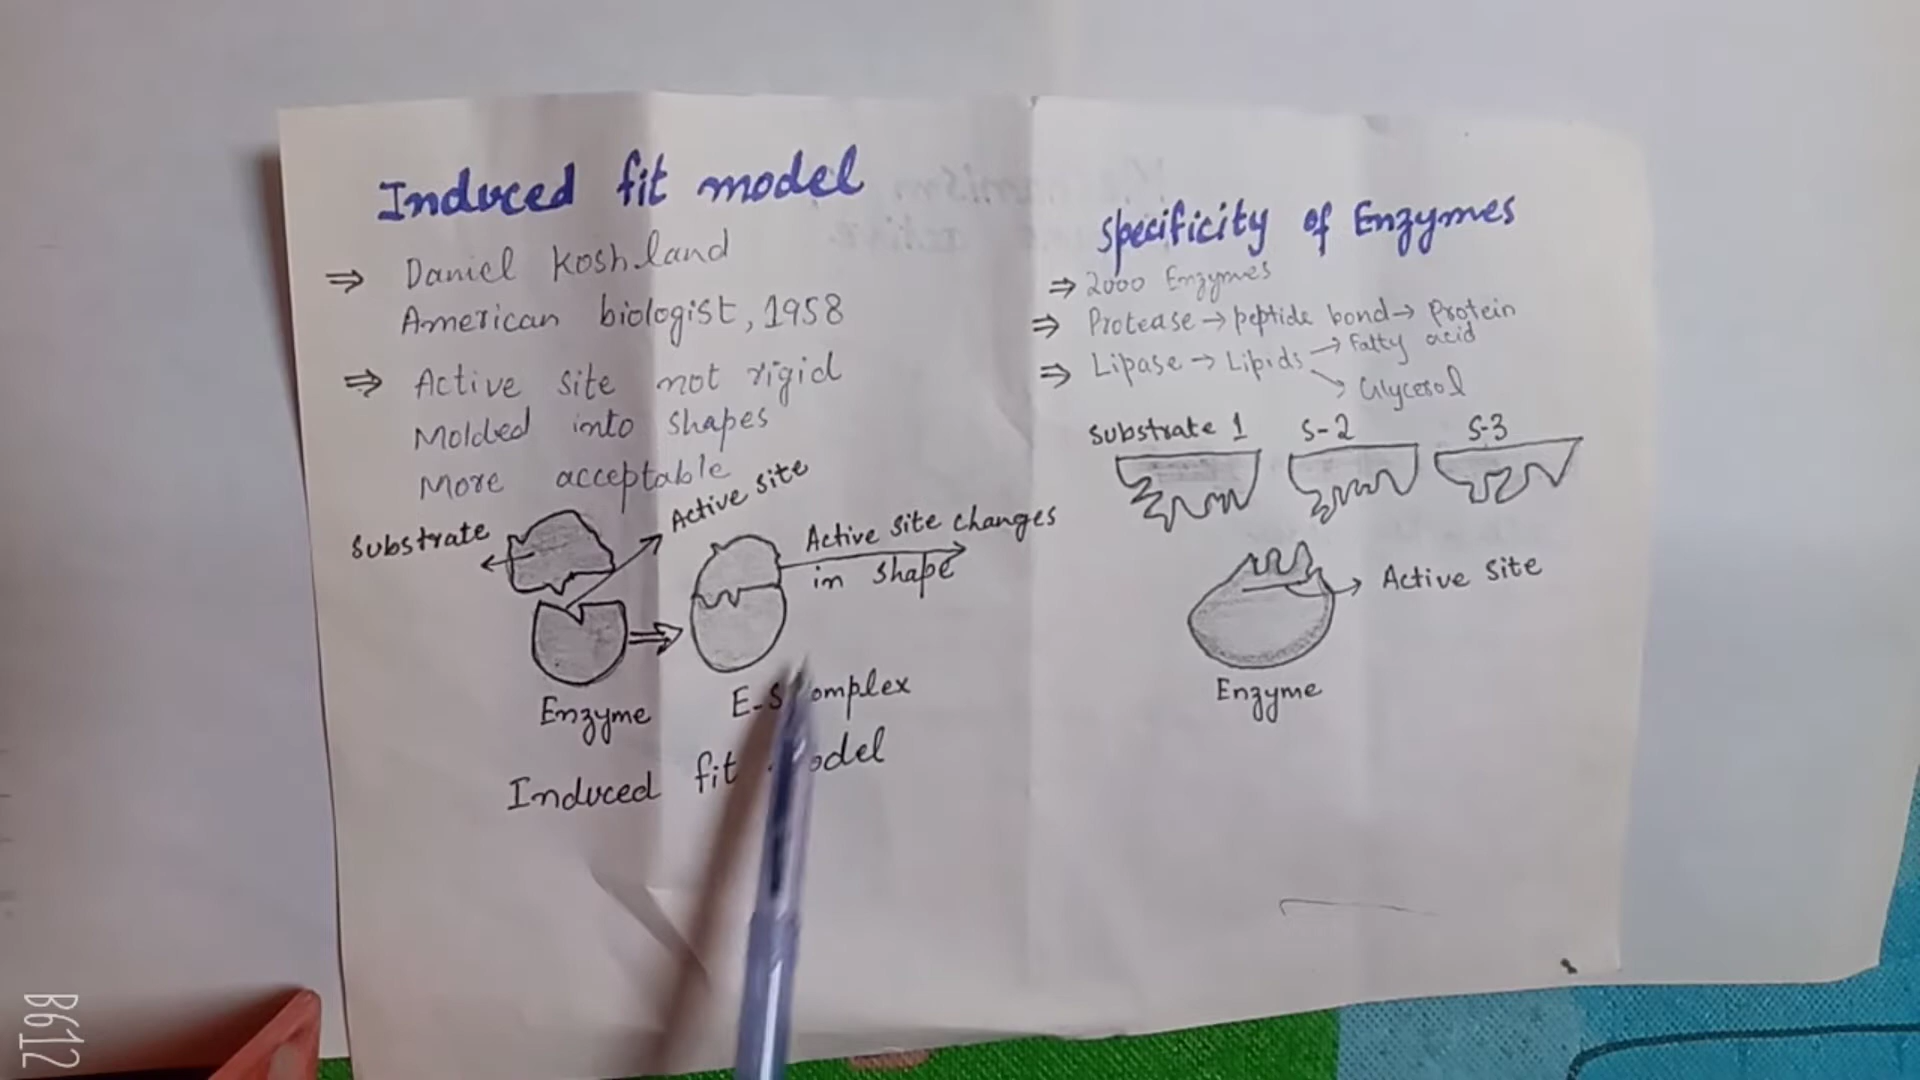 Induced fit model
⇒ Daniel Koshland
American biologist, 1958
⇒ Active site not rigid
Molded into shapes
More acceptable
Substrate
Active site
Active site changes
in shape
Enzyme
E-S complex
Induced fit model
Specificity of Enzymes
⇒ 2000 Enzymes
⇒ Protease → peptide bond → Protein
⇒ Lipase → Lipids → Fatty acid
→ Glycerol
Substrate 1 S-2 S-3
Active site
Enzyme
B612